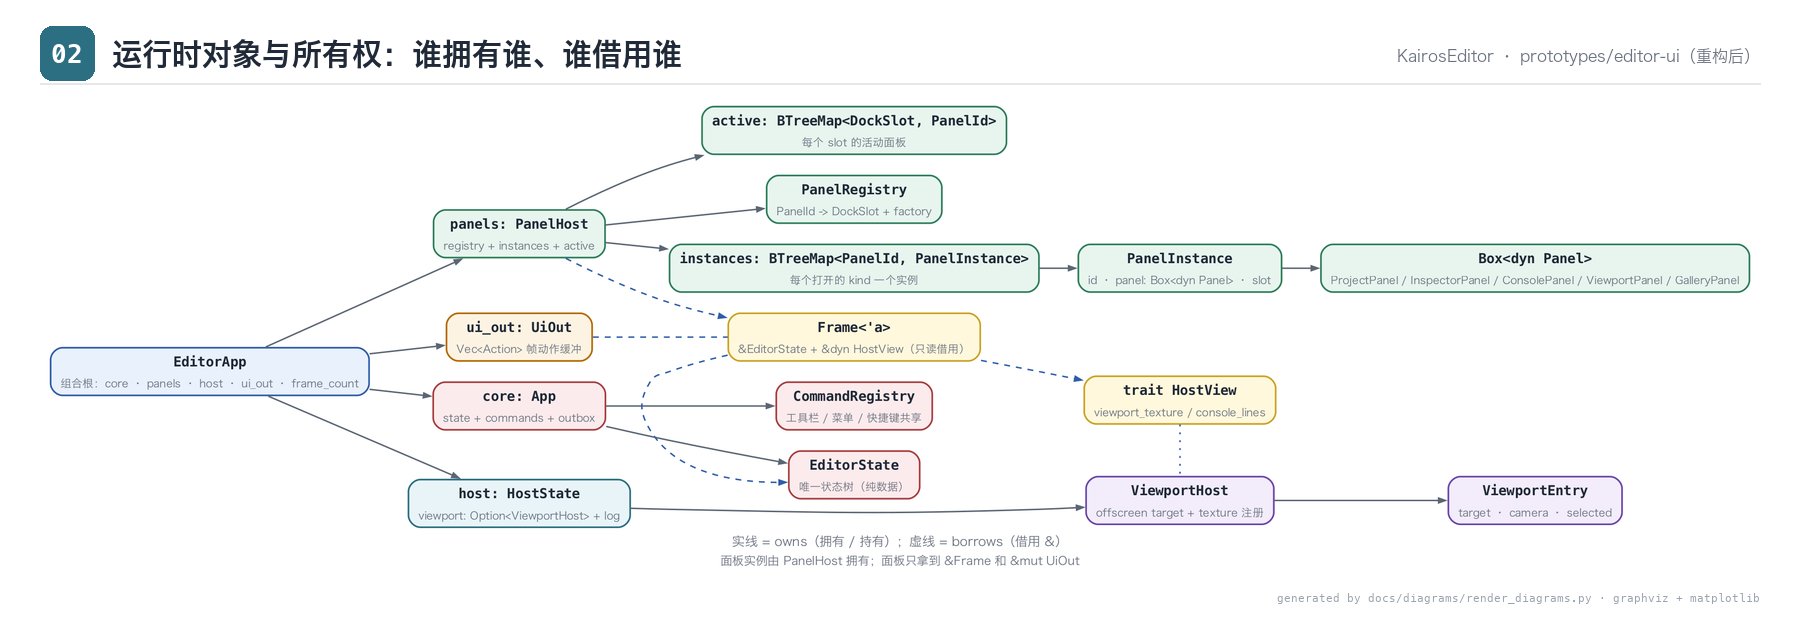 02
运行时对象与所有权：谁拥有谁、谁借用谁
KairosEditor · prototypes/editor-ui（重构后）
active: BTreeMap<DockSlot, PanelId>
每个 slot 的活动面板
PanelRegistry
PanelId -> DockSlot + factory
panels: PanelHost
registry + instances + active
instances: BTreeMap<PanelId, PanelInstance>
每个打开的 kind 一个实例
PanelInstance
id · panel: Box<dyn Panel> · slot
Box<dyn Panel>
ProjectPanel / InspectorPanel / ConsolePanel / ViewportPanel / GalleryPanel
ui_out: UiOut
Vec<Action> 帧动作缓冲
Frame<'a>
&EditorState + &dyn HostView（只读借用）
EditorApp
组合根：core · panels · host · ui_out · frame_count
core: App
state + commands + outbox
CommandRegistry
工具栏 / 菜单 / 快捷键共享
trait HostView
viewport_texture / console_lines
EditorState
唯一状态树（纯数据）
host: HostState
viewport: Option<ViewportHost> + log
ViewportHost
offscreen target + texture 注册
ViewportEntry
target · camera · selected
实线 = owns（拥有 / 持有）；虚线 = borrows（借用 &）
面板实例由 PanelHost 拥有；面板只拿到 &Frame 和 &mut UiOut
generated by docs/diagrams/render_diagrams.py · graphviz + matplotlib